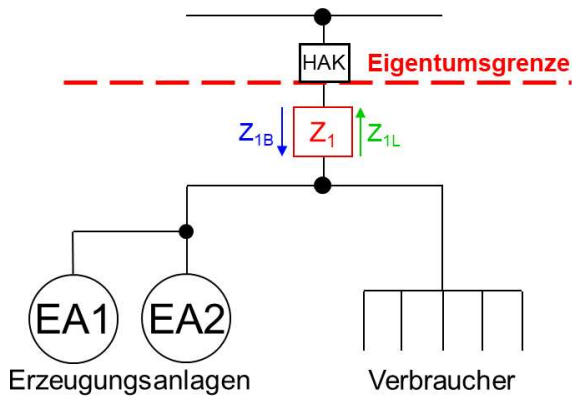 HAK
Eigentumsgrenze
Z1B
Z1
Z1L
EA1
EA2
Erzeugungsanlagen
Verbraucher